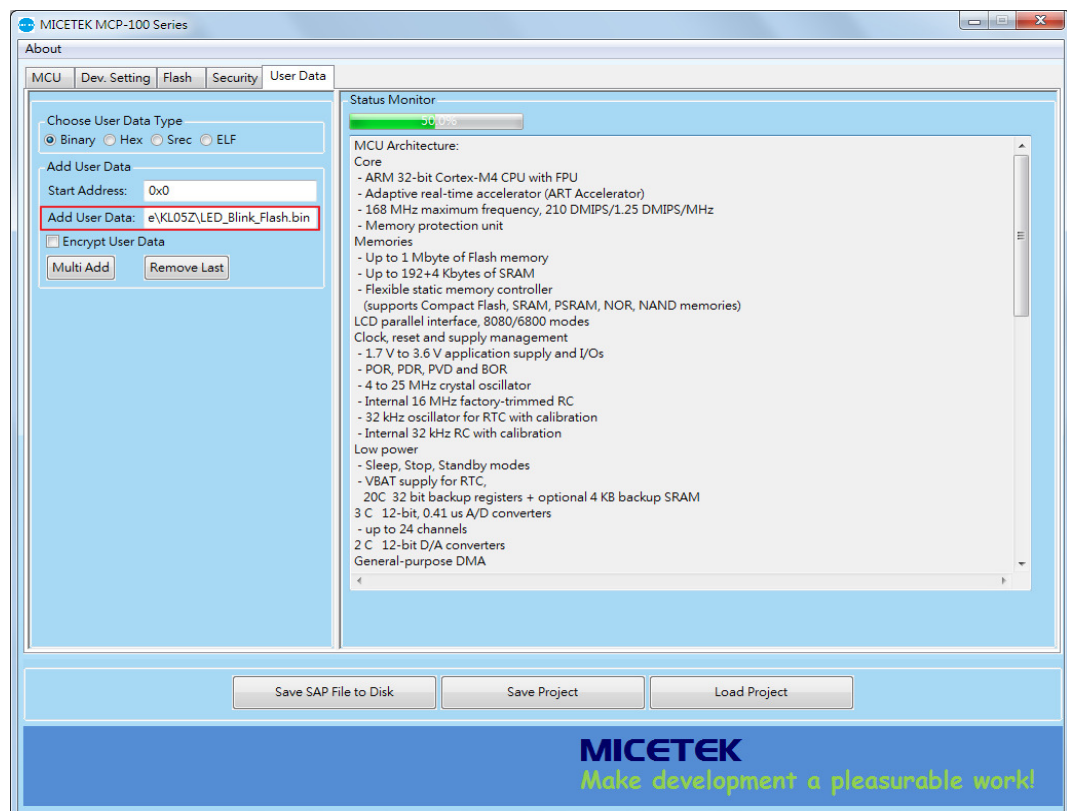 MICETEK MCP-100 Series
About
MCU Dev. Setting Flash Security User Data
Choose User Data Type
Binary Hex Srec ELF
Add User Data
Start Address: 0x0
Add User Data: e\KL05Z\LED_Blink_Flash.bin
Encrypt User Data
Multi Add Remove Last
Status Monitor
50.0%
MCU Architecture:
Core
- ARM 32-bit Cortex-M4 CPU with FPU
- Adaptive real-time accelerator (ART Accelerator)
- 168 MHz maximum frequency, 210 DMIPS/1.25 DMIPS/MHz
- Memory protection unit
Memories
- Up to 1 Mbyte of Flash memory
- Up to 192+4 Kbytes of SRAM
- Flexible static memory controller
(supports Compact Flash, SRAM, PSRAM, NOR, NAND memories)
LCD parallel interface, 8080/6800 modes
Clock, reset and supply management
- 1.7 V to 3.6 V application supply and I/Os
- POR, PDR, PVD and BOR
- 4 to 25 MHz crystal oscillator
- Internal 16 MHz factory-trimmed RC
- 32 kHz oscillator for RTC with calibration
- Internal 32 kHz RC with calibration
Low power
- Sleep, Stop, Standby modes
- VBAT supply for RTC,
20C 32 bit backup registers + optional 4 KB backup SRAM
3 C 12-bit, 0.41 us A/D converters
- up to 24 channels
2 C 12-bit D/A converters
General-purpose DMA
Save SAP File to Disk Save Project Load Project
MICETEK
Make development a pleasurable work!